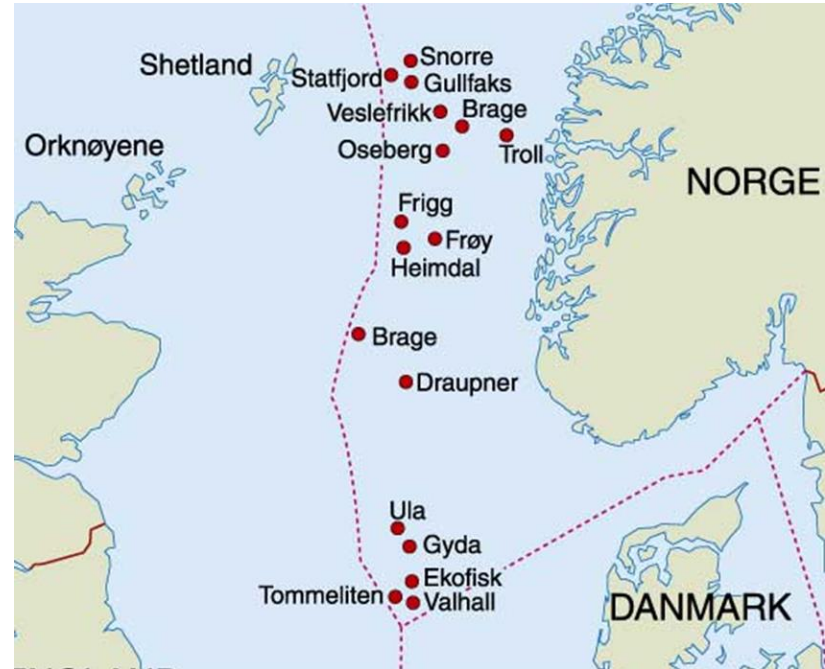 Snorre
Shetland
Statfjord
Gullfaks
Veslefrikk
Brage
Orknøyene
Oseberg
Troll
NORGE
Frigg
Frøy
Heimdal
Brage
Draupner
Ula
Gyda
Ekofisk
Tommeliten
Valhall
DANMARK